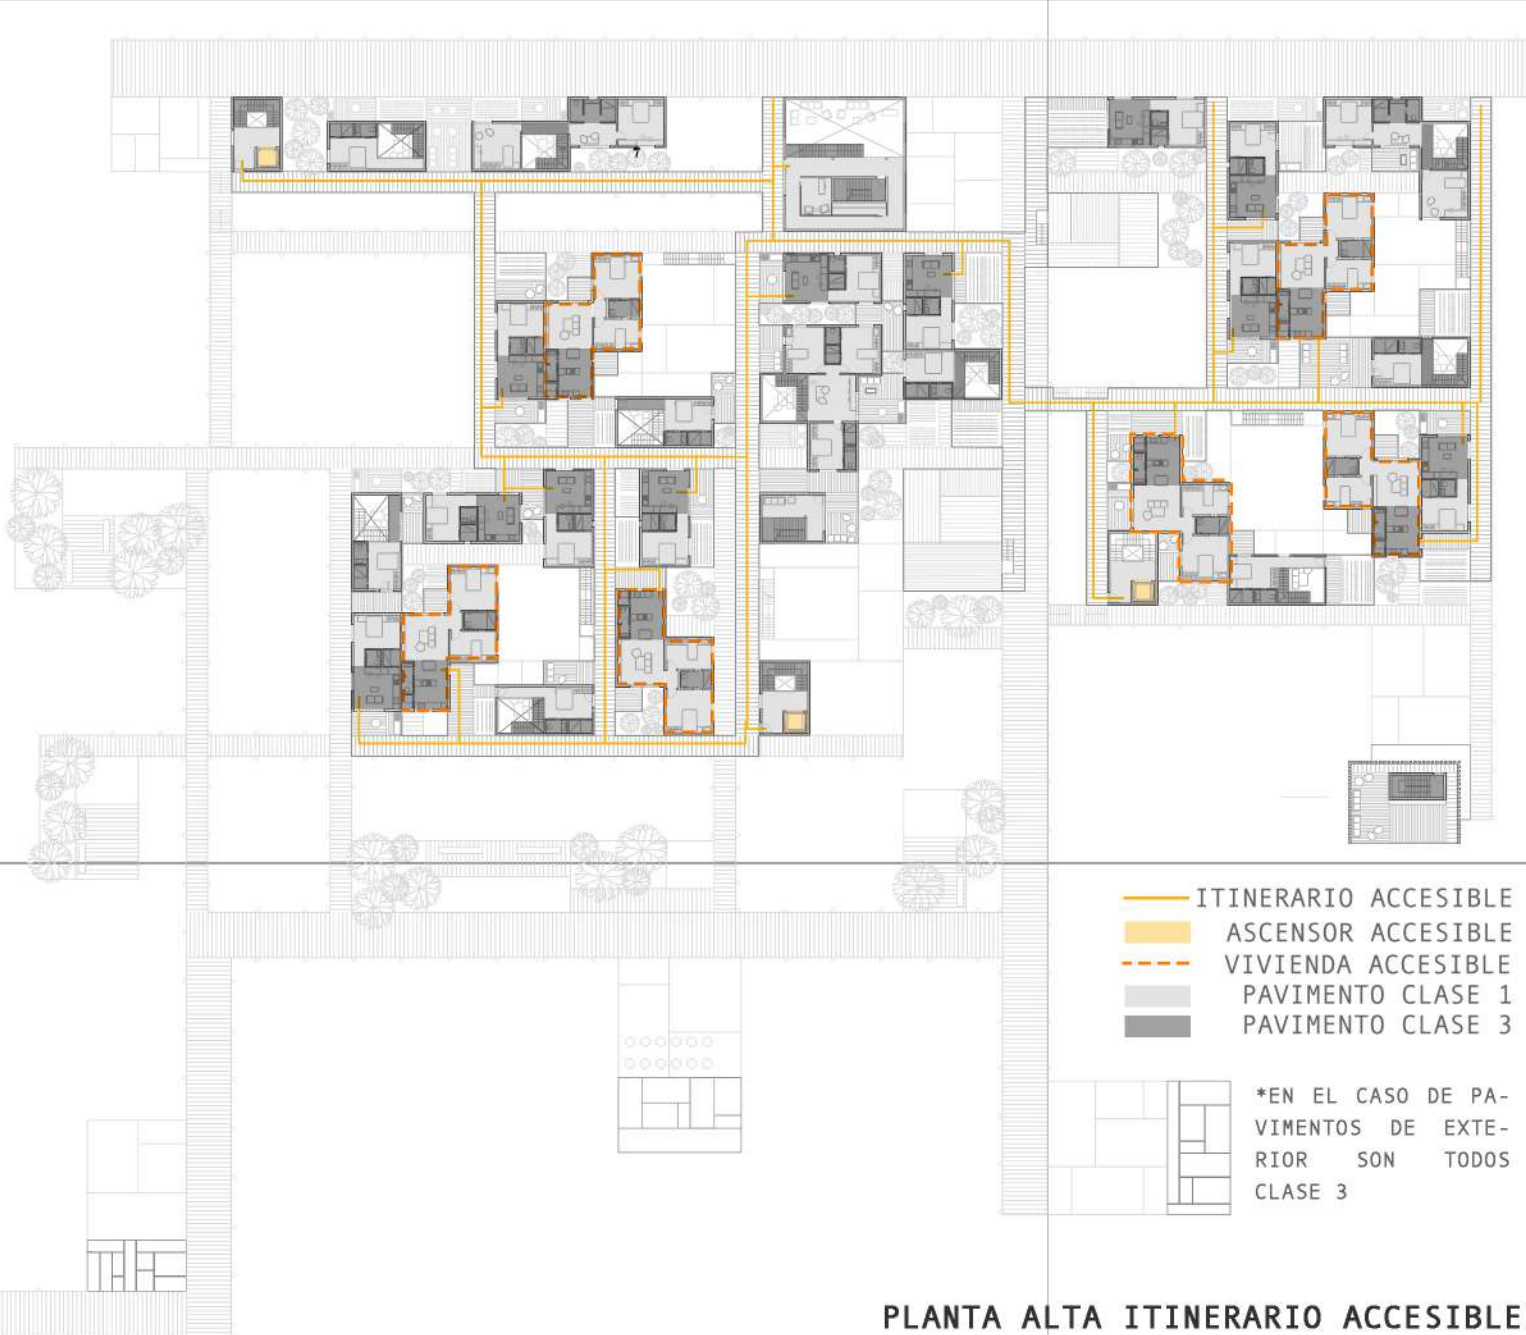 7
ITINERARIO ACCESIBLE
ASCENSOR ACCESIBLE
VIVIENDA ACCESIBLE
PAVIMENTO CLASE 1
PAVIMENTO CLASE 3
*EN EL CASO DE PA-
VIMENTOS DE EXTE-
RIOR SON TODOS
CLASE 3
PLANTA ALTA ITINERARIO ACCESIBLE